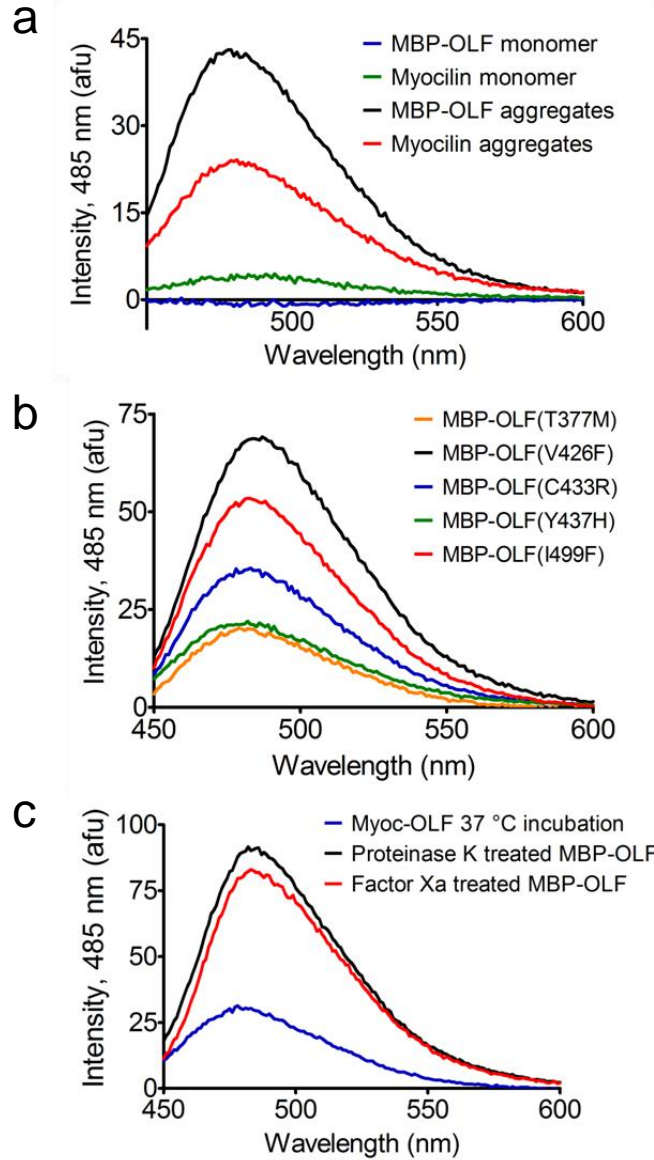 a
45
30
15
0
500
550
600
Intensity, 485 nm (afu)
Wavelength (nm)
MBP-OLF monomer
Myocilin monomer
MBP-OLF aggregates
Myocilin aggregates
b
75
50
25
0
450
500
550
600
Intensity, 485 nm (afu)
Wavelength (nm)
MBP-OLF(T377M)
MBP-OLF(V426F)
MBP-OLF(C433R)
MBP-OLF(Y437H)
MBP-OLF(I499F)
c
100
75
50
25
0
450
500
550
600
Intensity, 485 nm (afu)
Wavelength (nm)
Myoc-OLF 37 °C incubation
Proteinase K treated MBP-OLF
Factor Xa treated MBP-OLF